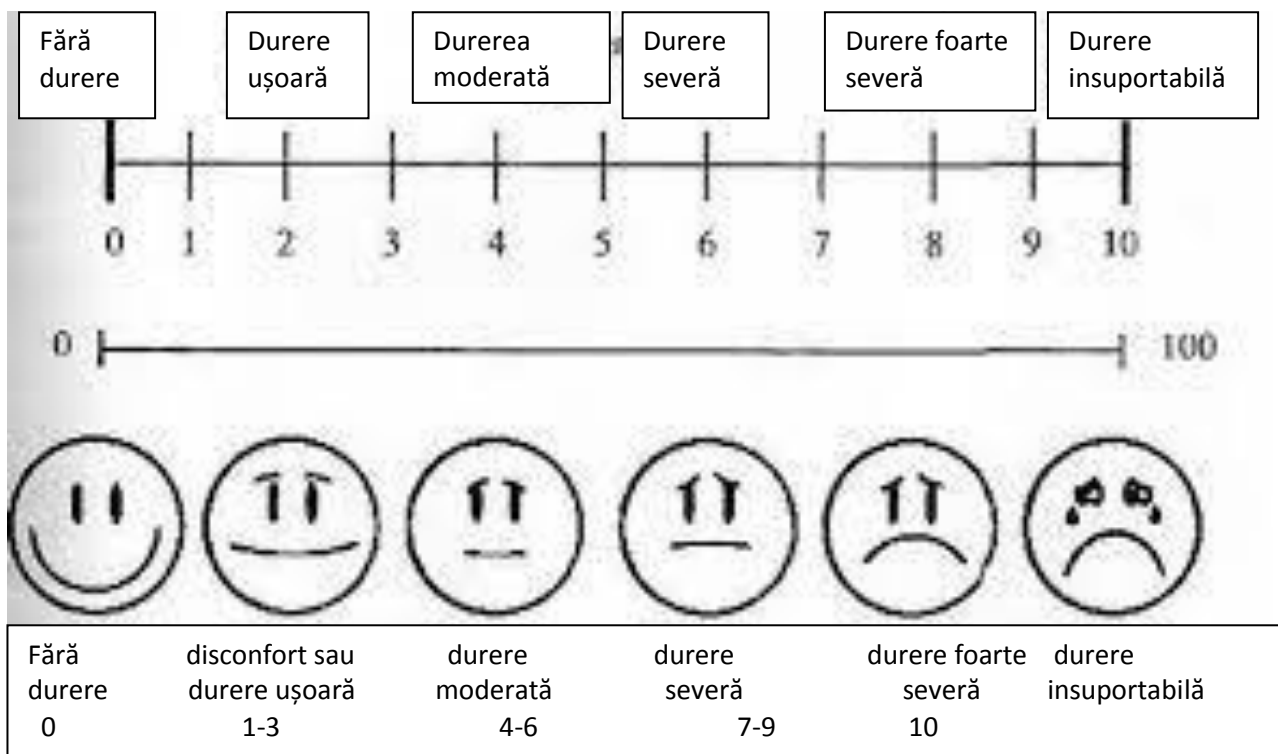 Fără durere
Durere ușoară
Durerea moderată
Durere severă
Durere foarte severă
Durere insuportabilă
0 1 2 3 4 5 6 7 8 9 10
0 100
Fără disconfort sau durere durere durere foarte durere
durere durere ușoară moderată severă severă insuportabilă
0 1-3 4-6 7-9 10